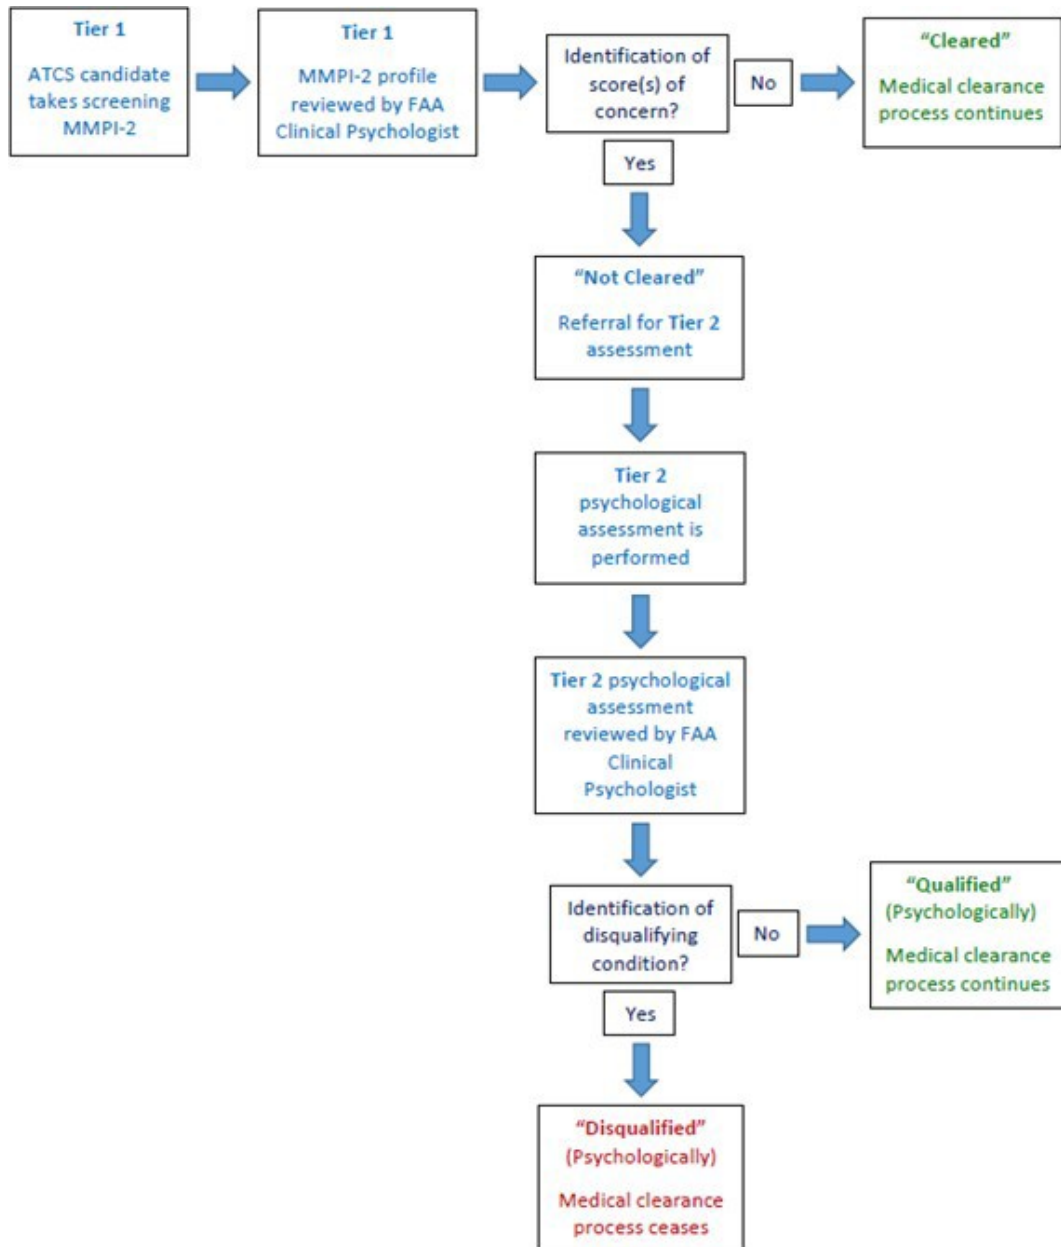 Tier 1
ATCS candidate
takes screening
MMPI-2
Tier 1
MMPI-2 profile
reviewed by FAA
Clinical Psychologist
Identification of
score(s) of
concern?
No
“Cleared”
Medical clearance
process continues
Yes
“Not Cleared”
Referral for Tier 2
assessment
Tier 2
psychological
assessment is
performed
Tier 2 psychological
assessment
reviewed by FAA
Clinical
Psychologist
Identification of
disqualifying
condition?
No
“Qualified”
(Psychologically)
Medical clearance
process continues
Yes
“Disqualified”
(Psychologically)
Medical clearance
process ceases